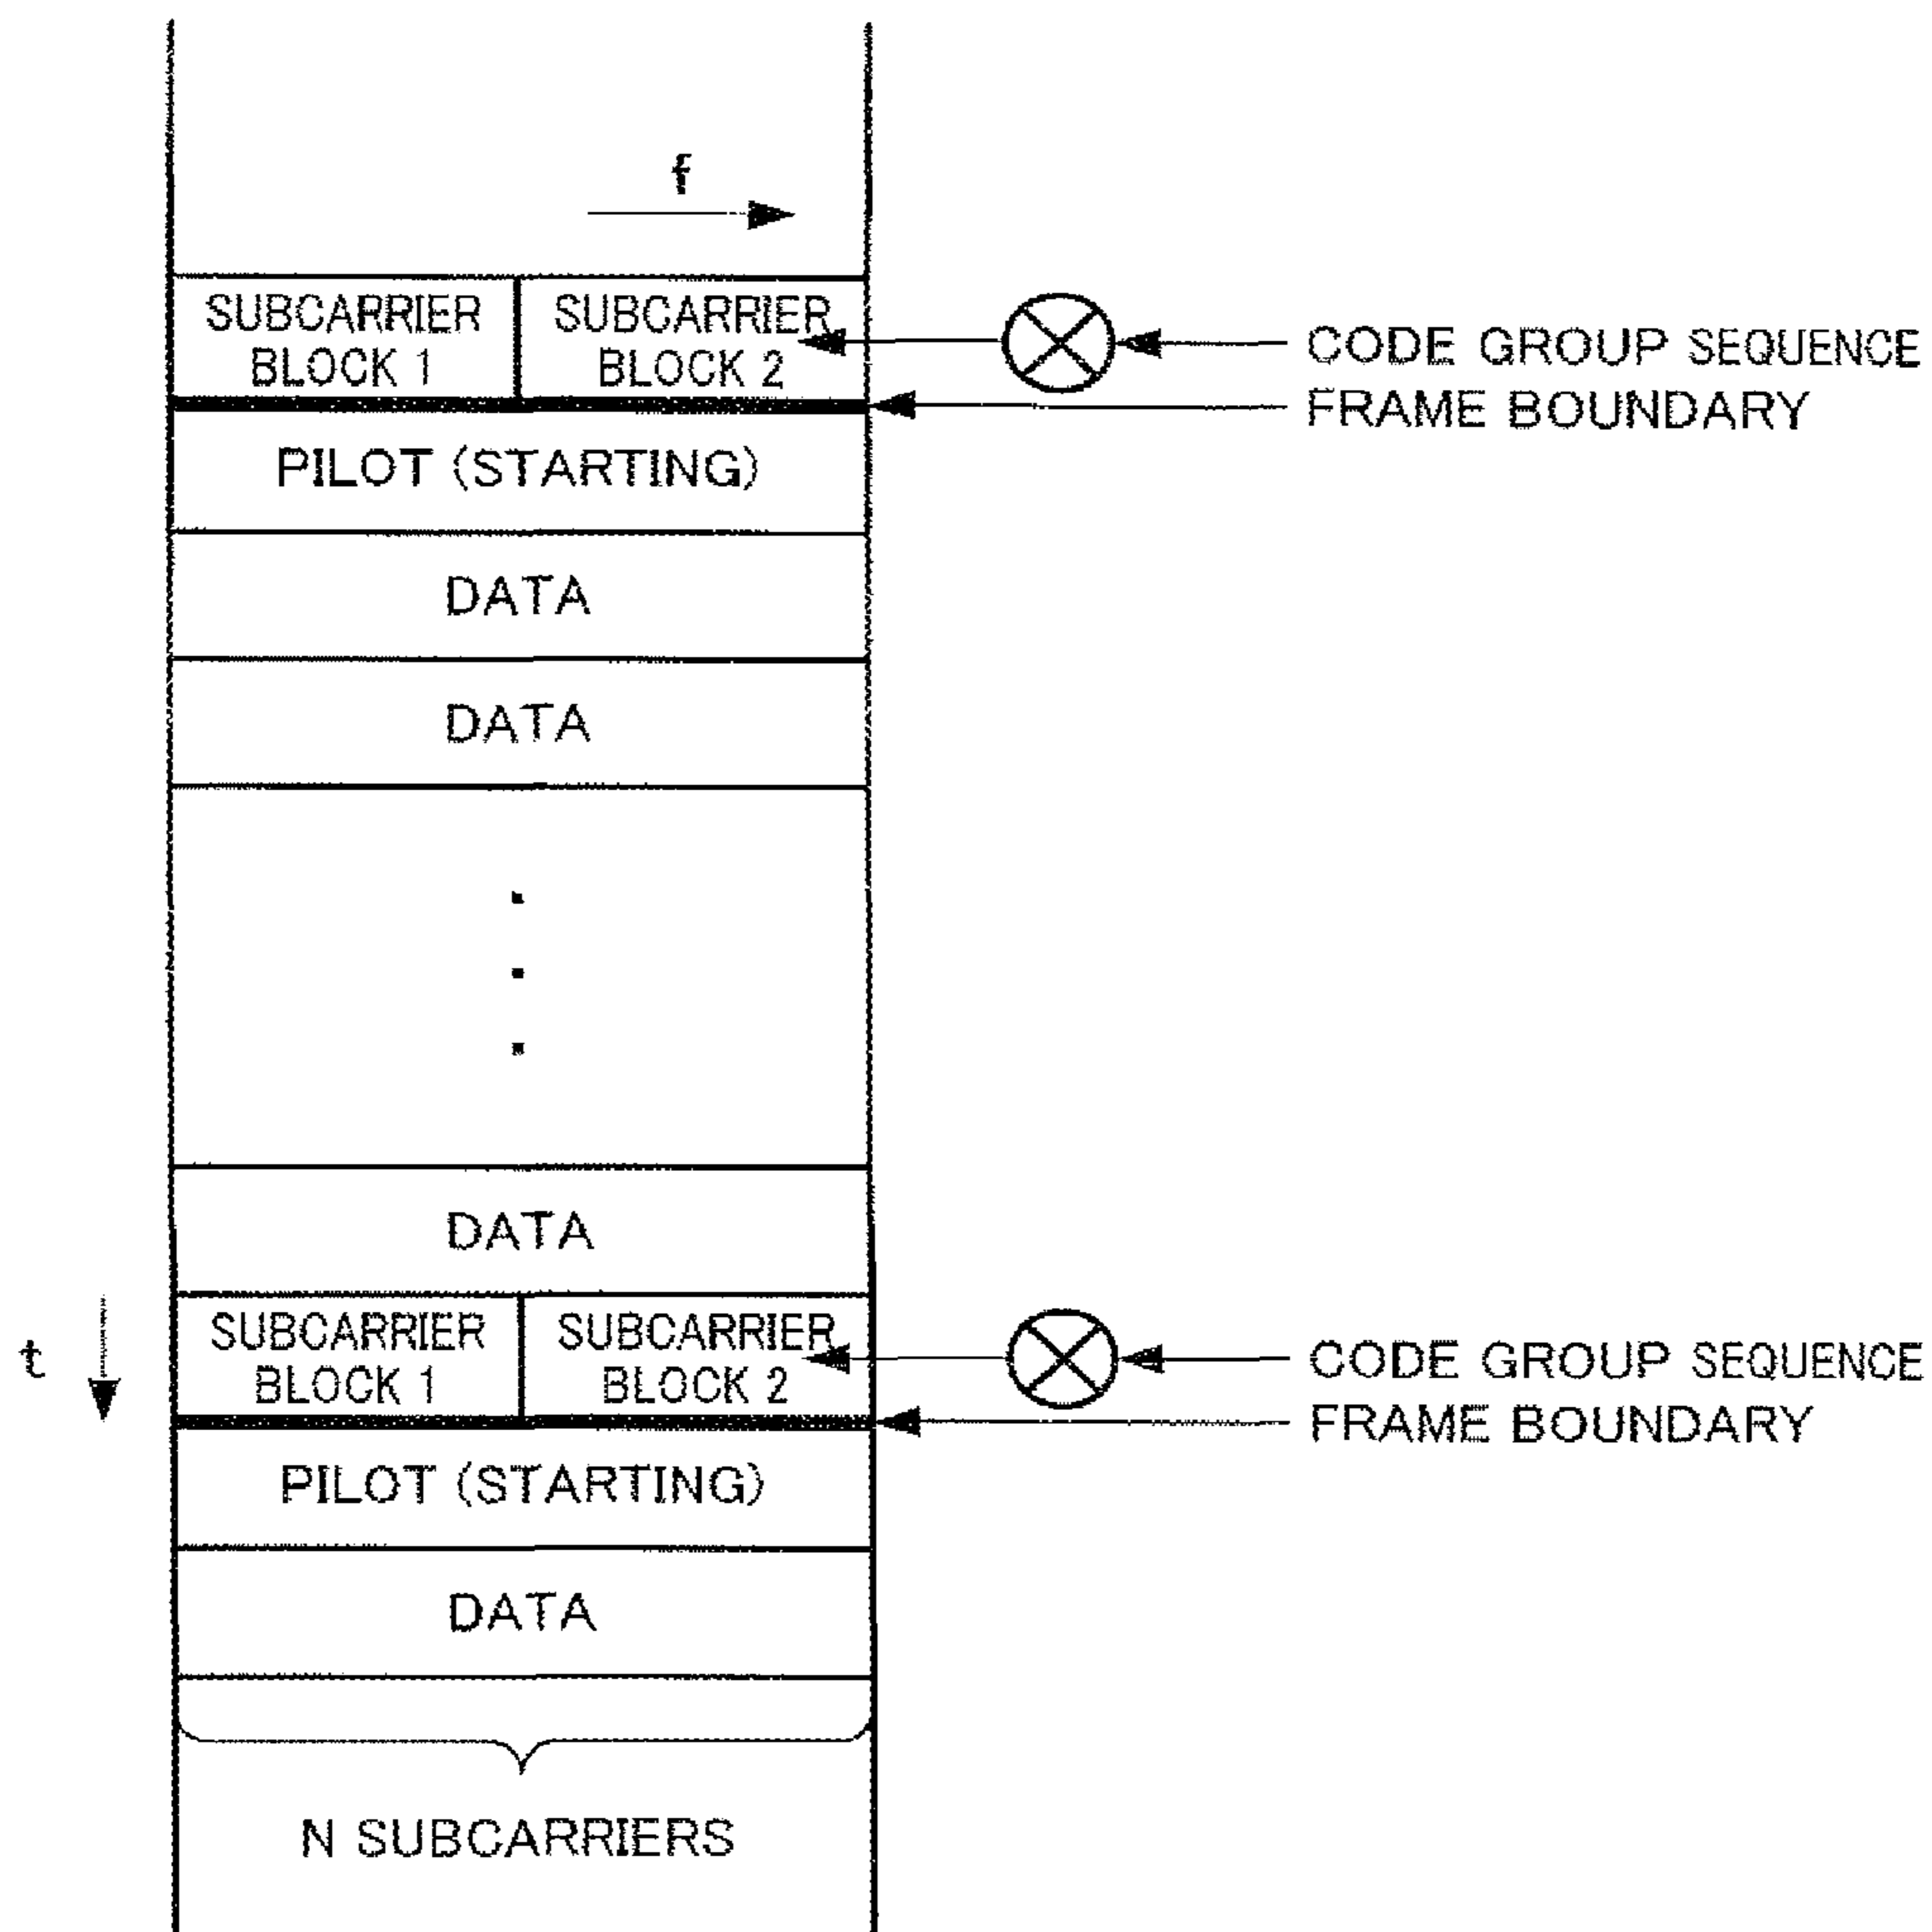 f
SUBCARRIER BLOCK 1
SUBCARRIER BLOCK 2
CODE GROUP SEQUENCE
FRAME BOUNDARY
PILOT (STARTING)
DATA
DATA
DATA
t
SUBCARRIER BLOCK 1
SUBCARRIER BLOCK 2
CODE GROUP SEQUENCE
FRAME BOUNDARY
PILOT (STARTING)
DATA
N SUBCARRIERS